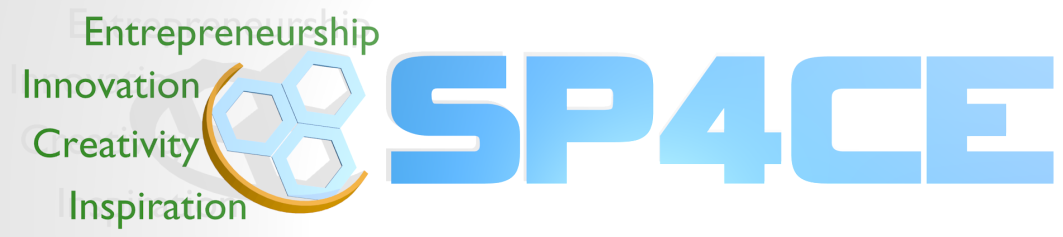 Entrepreneurship
Innovation
Creativity
Inspiration
SP4CE